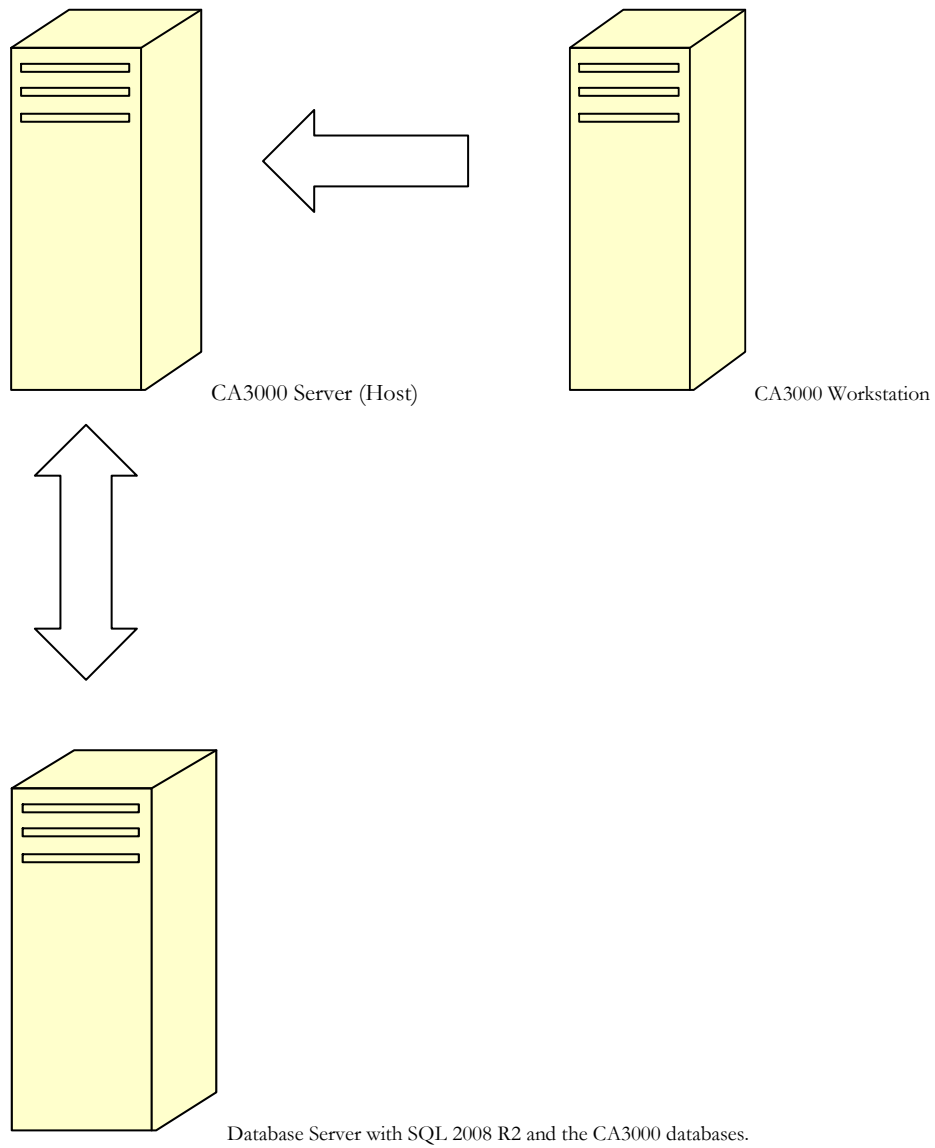 CA3000 Server (Host)
CA3000 Workstation
Database Server with SQL 2008 R2 and the CA3000 databases.